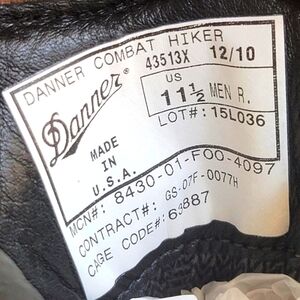 DANNER COMBAT HIKER
43513X 12/10
Danner®
US
11½ MEN R.
LOT#: 15L036
MADE
IN
U.S.A.
MCN#: 8430-01-F00-4097
CONTRACT#: GS-07F-0077H
CAGE CODE#: